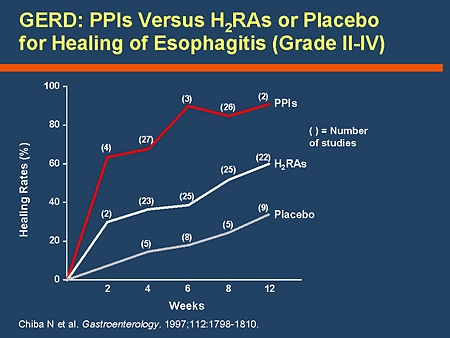 GERD: PPIs Versus H2RAs or Placebo
for Healing of Esophagitis (Grade II-IV)
100
80
60
40
20
0
Healing Rates (%)
(4)
(27)
(3)
(26)
(2)
PPIs
( ) = Number
of studies
(2)
(23)
(25)
(25)
(22)
H2RAs
(5)
(8)
(5)
(9)
Placebo
2 4 6 8 12
Weeks
Chiba N et al. Gastroenterology. 1997;112:1798-1810.